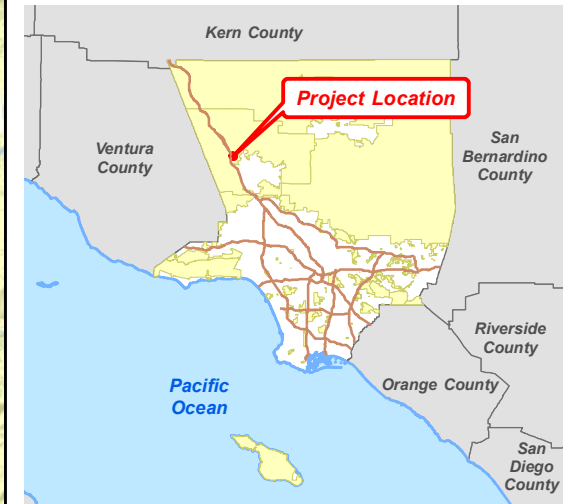 Kern County
Project Location
Ventura
County
San
Bernardino
County
Riverside
County
Orange County
Pacific
Ocean
San
Diego
County